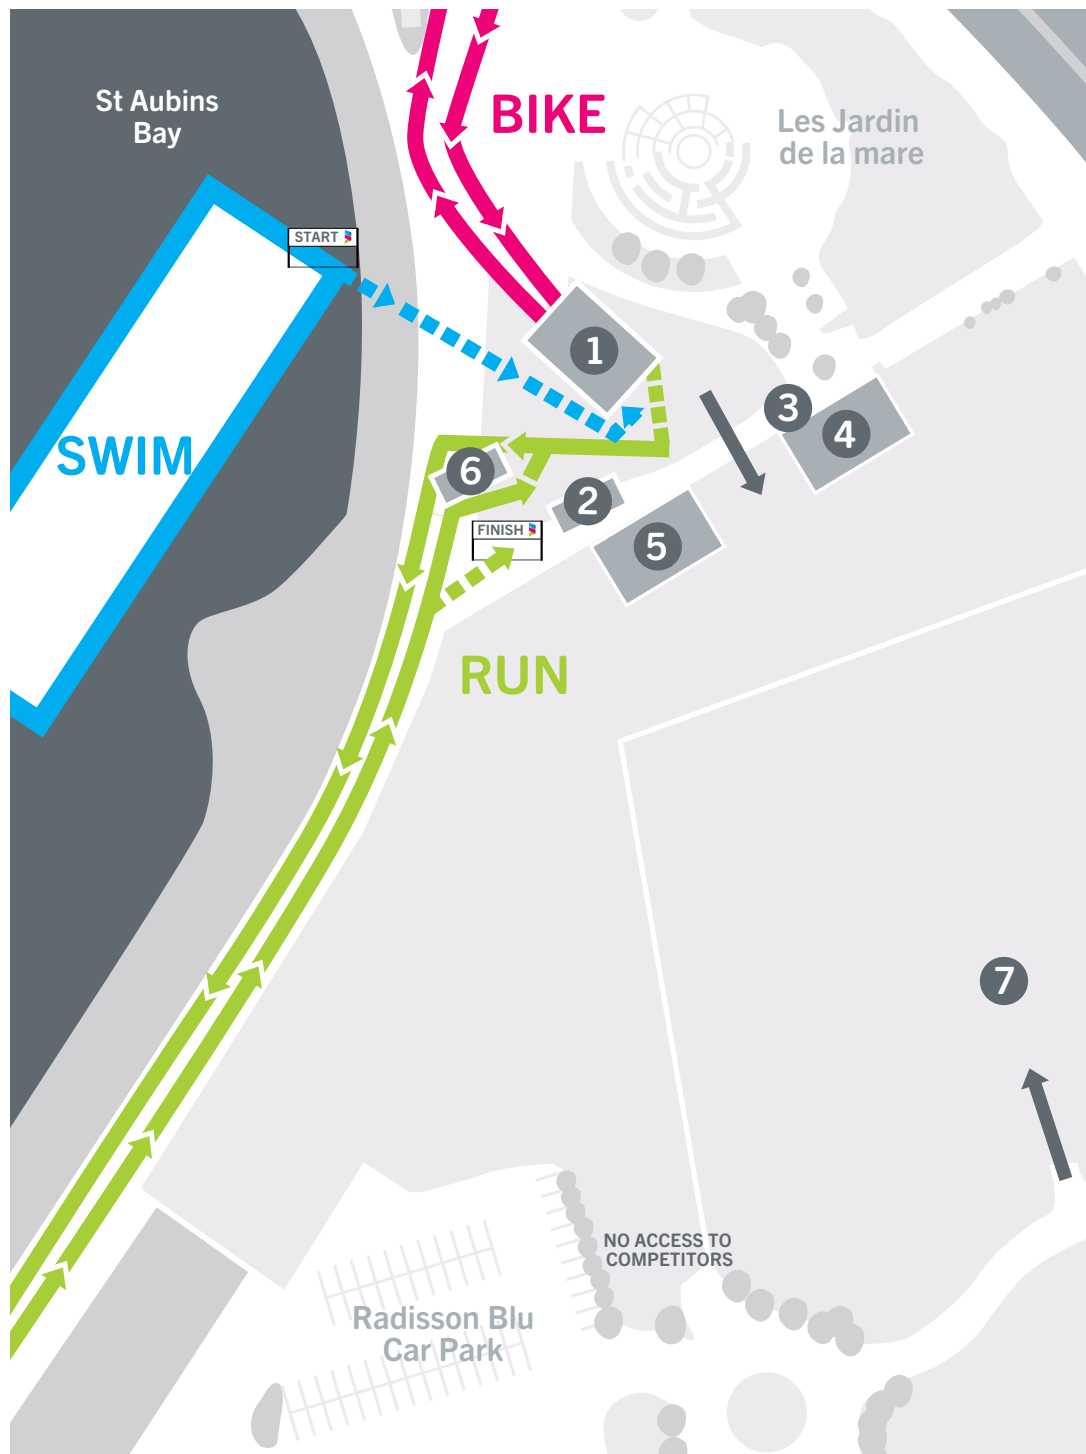 St Aubins
Bay
BIKE
Les Jardin
de la mare
START
1
SWIM
3
4
6
2
FINISH
5
RUN
7
NO ACCESS TO
COMPETITORS
Radisson Blu
Car Park